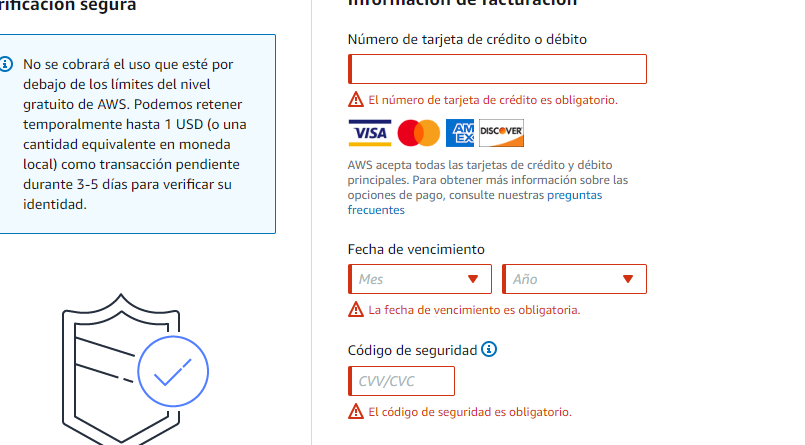 rificación segura
No se cobrará el uso que esté por
debajo de los límites del nivel
gratuito de AWS. Podemos retener
temporalmente hasta 1 USD (o una
cantidad equivalente en moneda
local) como transacción pendiente
durante 3-5 días para verificar su
identidad.
Información de facturación
Número de tarjeta de crédito o débito
El número de tarjeta de crédito es obligatorio.
VISA AM EX DISCOVER
AWS acepta todas las tarjetas de crédito y débito
principales. Para obtener más información sobre las
opciones de pago, consulte nuestras preguntas
frecuentes
Fecha de vencimiento
Mes Año
La fecha de vencimiento es obligatoria.
Código de seguridad
CVV/CVC
El código de seguridad es obligatorio.